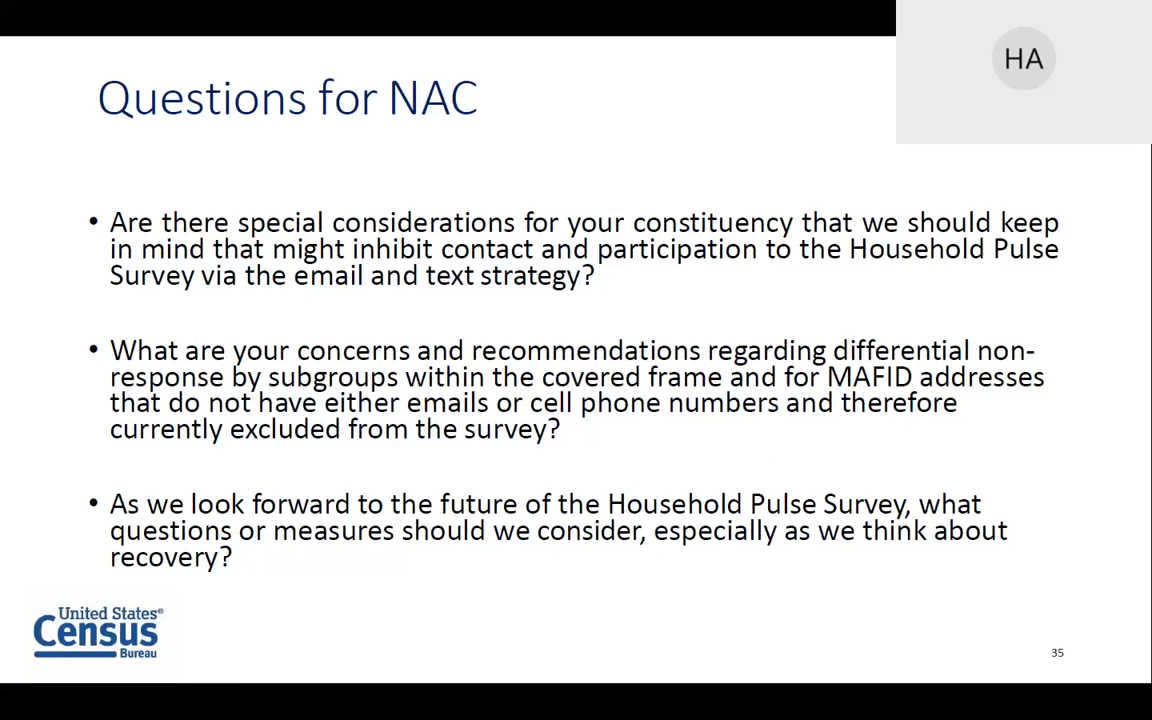 HA
Questions for NAC
• Are there special considerations for your constituency that we should keep
in mind that might inhibit contact and participation to the Household Pulse
Survey via the email and text strategy?
• What are your concerns and recommendations regarding differential non-
response by subgroups within the covered frame and for MAFID addresses
that do not have either emails or cell phone numbers and therefore
currently excluded from the survey?
• As we look forward to the future of the Household Pulse Survey, what
questions or measures should we consider, especially as we think about
recovery?
United States®
Census
Bureau
35